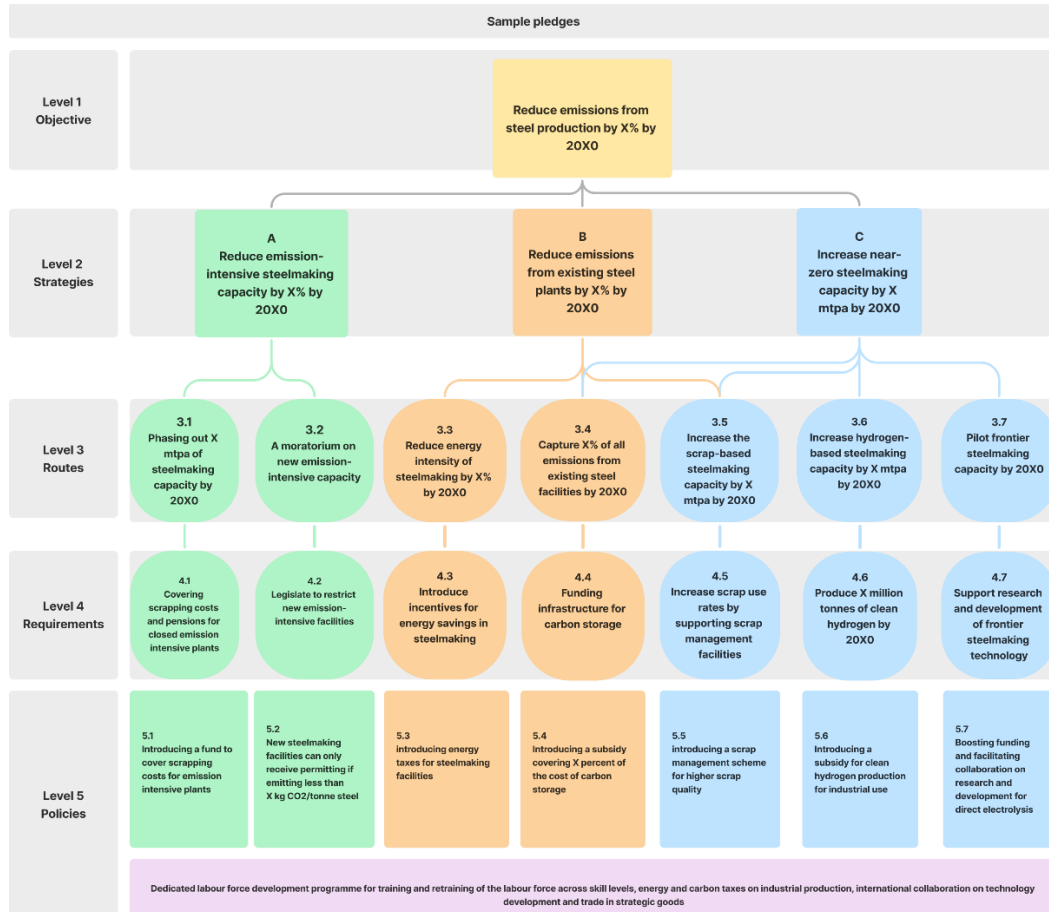 Sample pledges
Level 1
Objective
Reduce emissions from
steel production by X% by
20X0
Level 2
Strategies
A
Reduce emission-
intensive steelmaking
capacity by X% by
20X0
B
Reduce emissions
from existing steel
plants by X% by
20X0
C
Increase near-
zero steelmaking
capacity by X
mtpa by 20X0
Level 3
Routes
3.1
Phasing out X
mtpa of
steelmaking
capacity by
20X0
3.2
A moratorium on
new emission-
intensive capacity
3.3
Reduce energy
intensity of
steelmaking by X%
by 20X0
3.4
Capture X% of all
emissions from
existing steel
facilities by 20X0
3.5
Increase the
scrap-based
steelmaking
capacity by X
mtpa by 20X0
3.6
Increase hydrogen-
based steelmaking
capacity by X mtpa
by 20X0
3.7
Pilot frontier
steelmaking
capacity by 20X0
Level 4
Requirements
4.1
Covering
scrapping costs
and pensions for
closed emission
intensive plants
4.2
Legislate to restrict
new emission-
intensive facilities
4.3
Introduce
incentives for
energy savings in
steelmaking
4.4
Funding
infrastructure for
carbon storage
4.5
Increase scrap use
rates by
supporting scrap
management
facilities
4.6
Produce X million
tonnes of clean
hydrogen by
20X0
4.7
Support research
and development
of frontier
steelmaking
technology
Level 5
Policies
5.1
Introducing a fund to
cover scrapping
costs for emission
intensive plants
5.2
New steelmaking
facilities can only
receive permitting if
emitting less than
X kg CO2/tonne steel
5.3
introducing energy
taxes for steelmaking
facilities
5.4
Introducing a subsidy
covering X percent of
the cost of carbon
storage
5.5
introducing a scrap
management scheme
for higher scrap
quality
5.6
Introducing a
subsidy for clean
hydrogen production
for industrial use
5.7
Boosting funding
and facilitating
collaboration on
research and
development for
direct electrolysis
Dedicated labour force development programme for training and retraining of the labour force across skill levels, energy and carbon taxes on industrial production, international collaboration on technology
development and trade in strategic goods